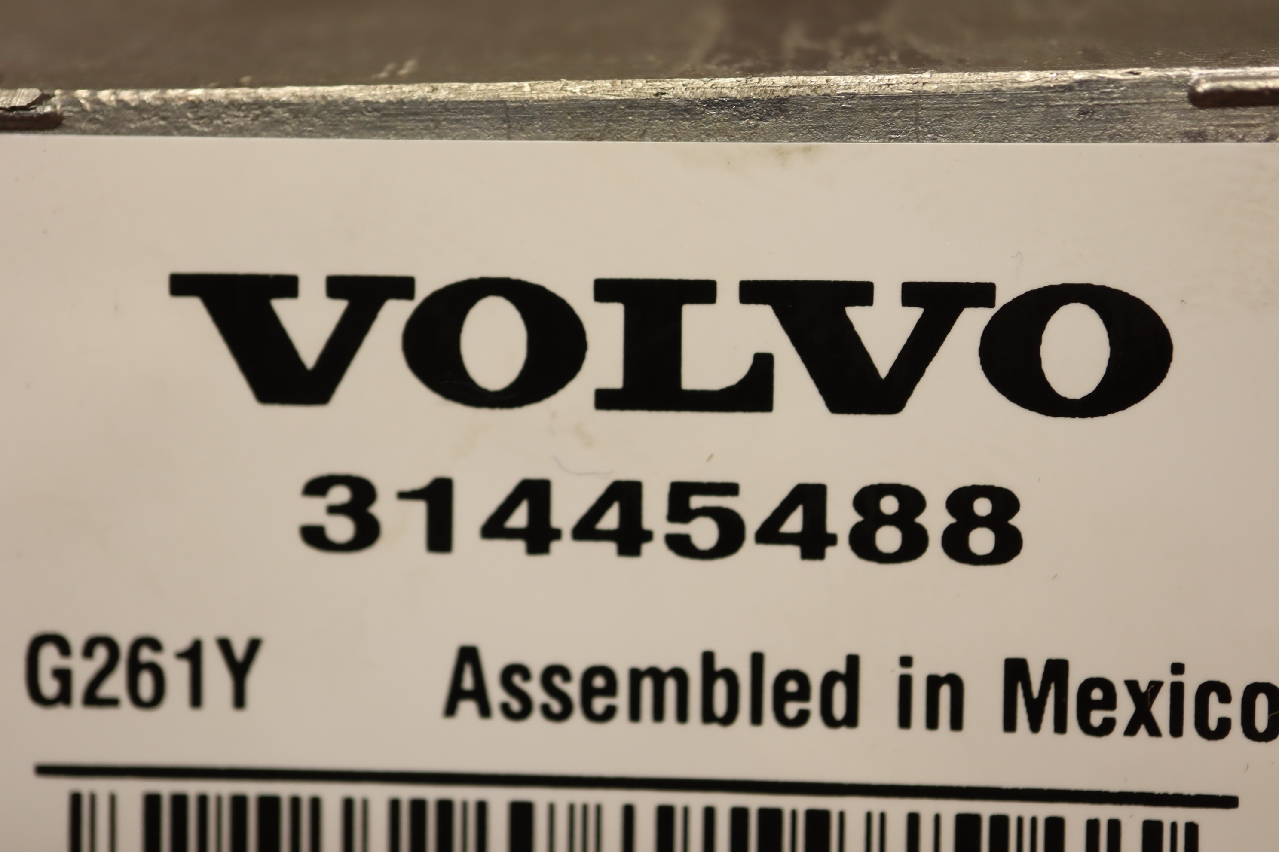 VOLVO
31445488
G261Y Assembled in Mexico